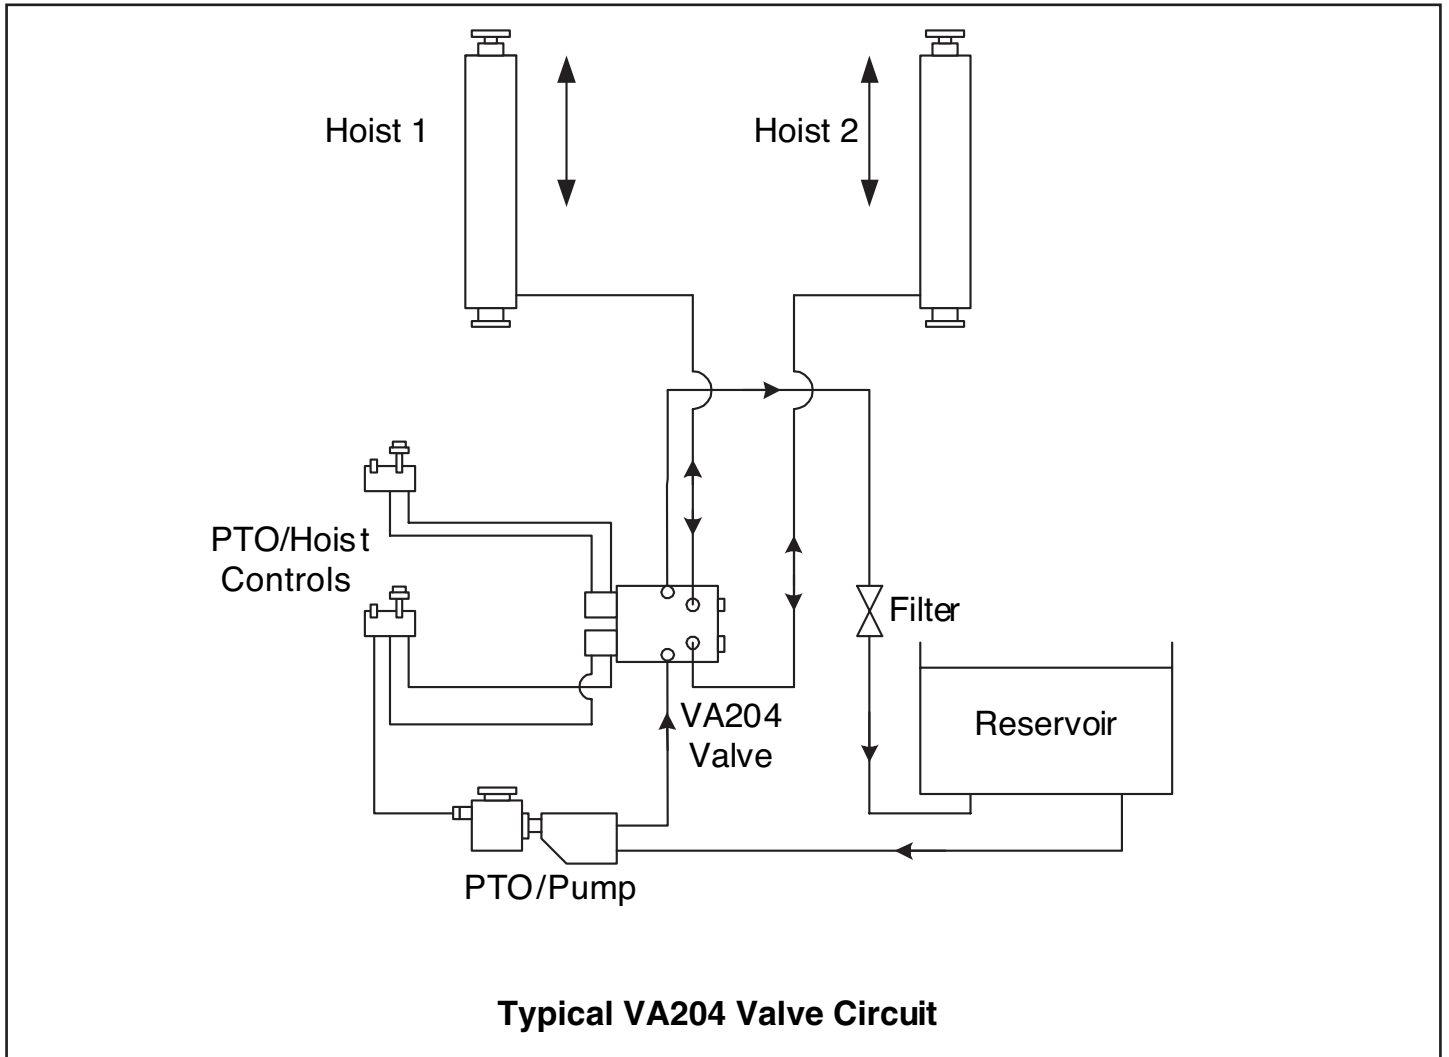 Hoist 1
Hoist 2
PTO/Hoist
Controls
Filter
VA204
Valve
Reservoir
PTO/Pump
Typical VA204 Valve Circuit